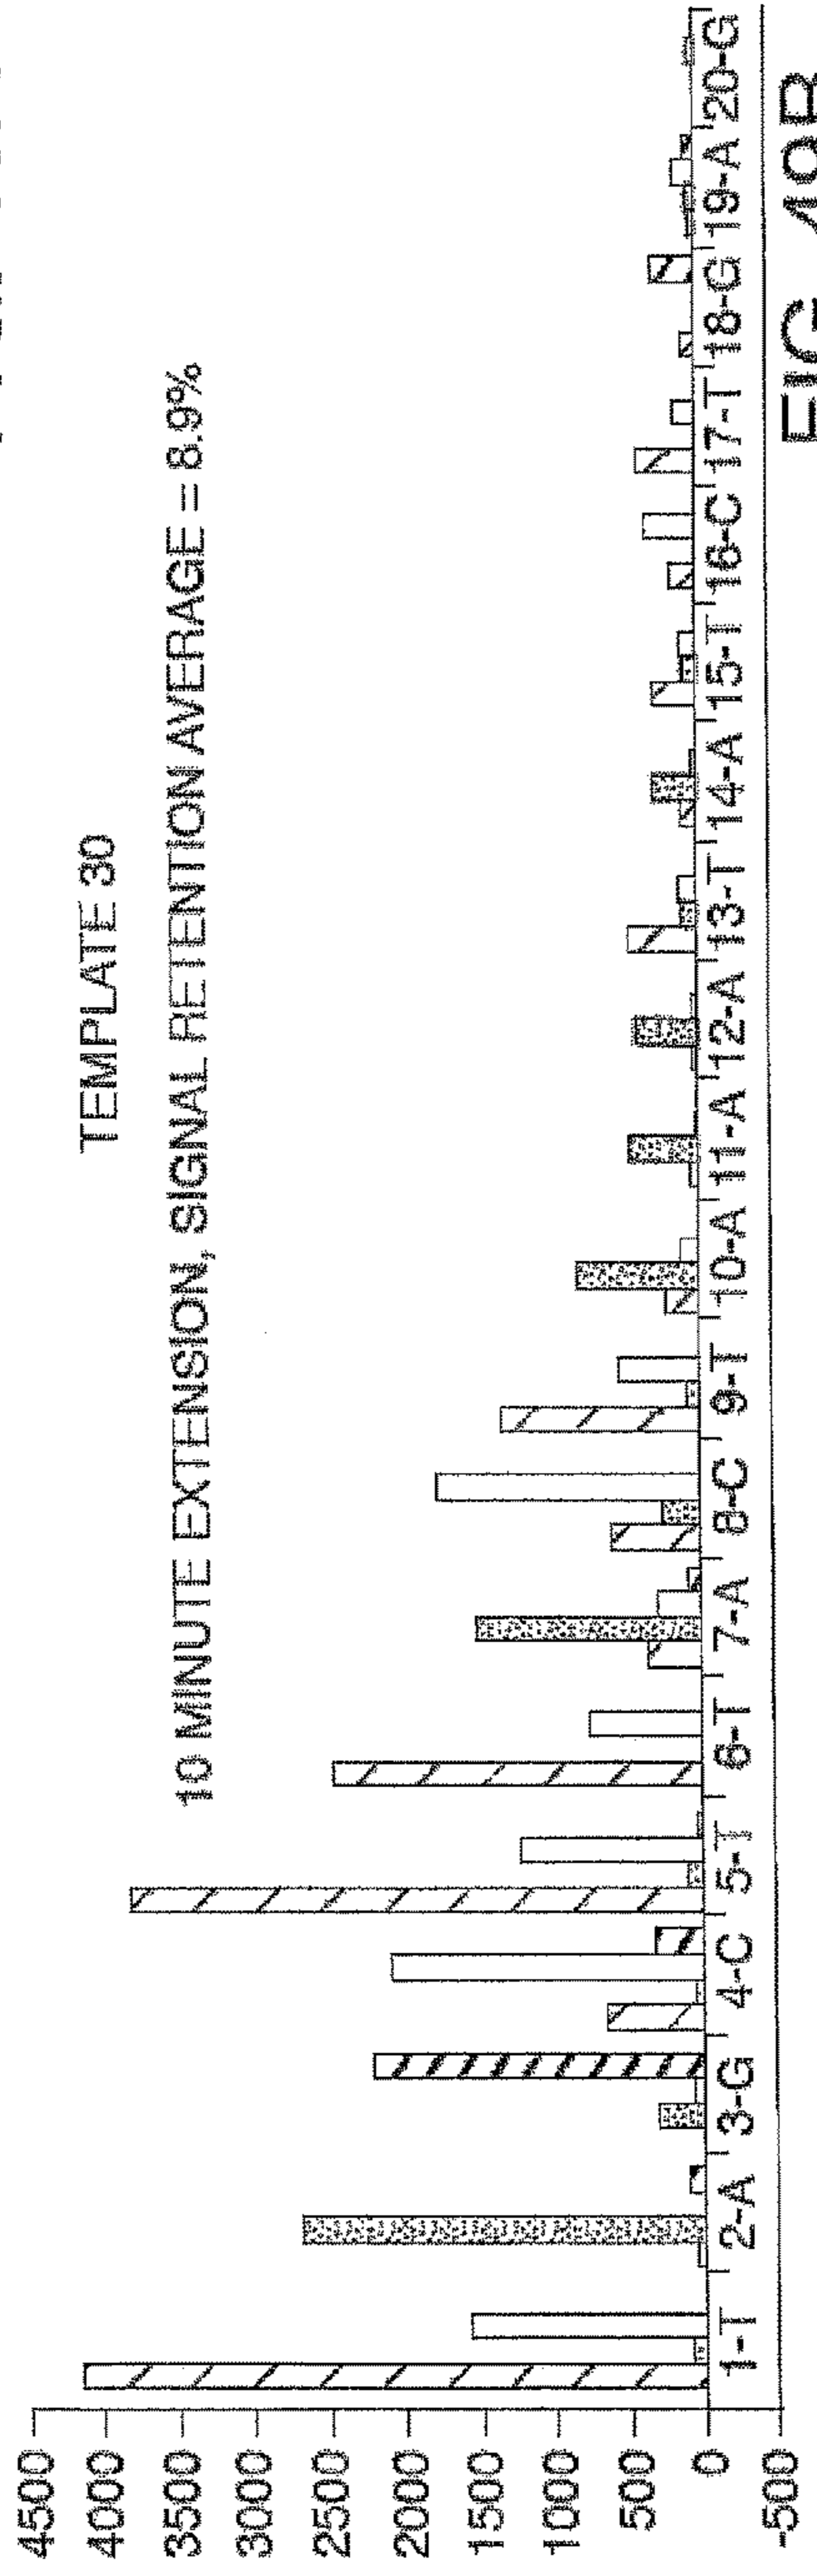 TEMPLATE 30
10 MINUTE EXTENSION, SIGNAL RETENTION AVERAGE = 8.9%
4500
4000
3500
3000
2500
2000
1500
1000
500
0
-500
1-T 2-A 3-G 4-C 5-T 6-T 7-A 8-C 9-T 10-A 11-A 12-A 13-T 14-A 15-T 16-C 17-T 18-G 19-A 20-G
FIG.